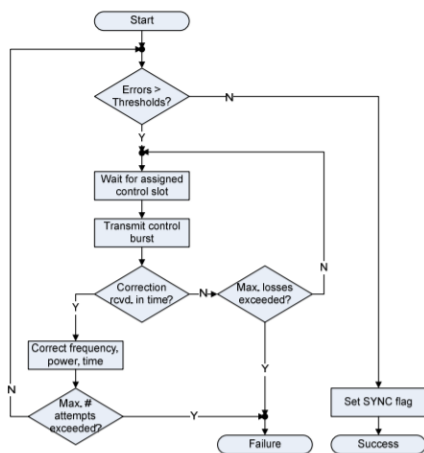 Start
Errors >
Thresholds?
N
Y
Wait for assigned
control slot
Transmit control
burst
Correction
rcvd. in time?
N
Max. losses
exceeded?
N
Y
Correct frequency,
power, time
Y
N
Max. #
attempts
exceeded?
Y
Set SYNC flag
Failure
Success